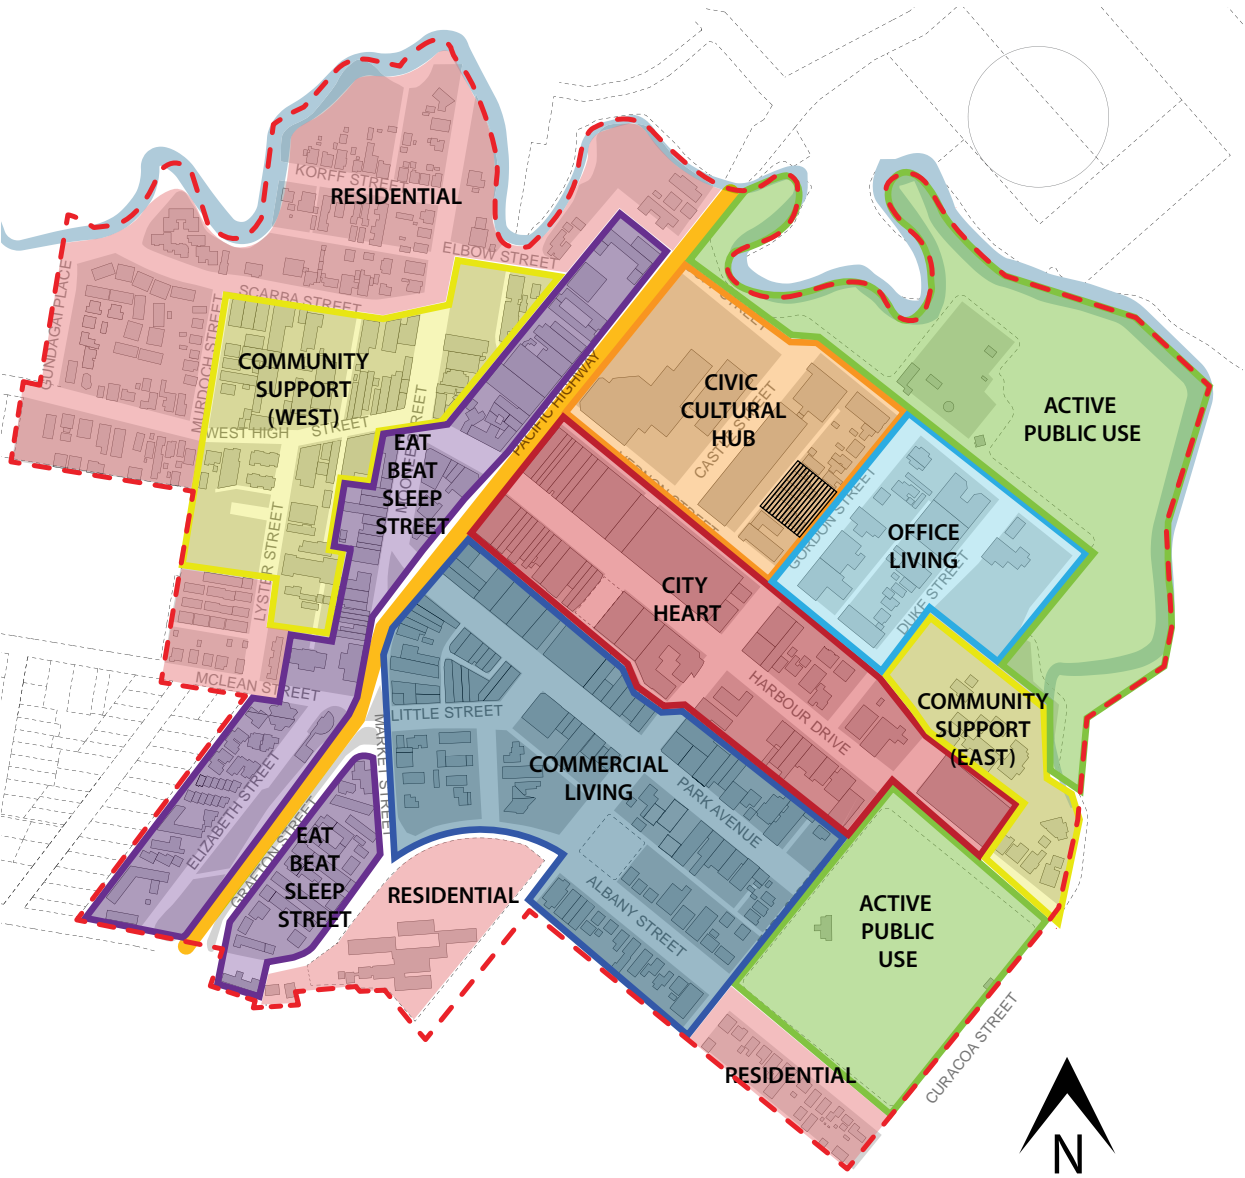 KORFF STREET
RESIDENTIAL
ELBOW STREET
GUNDAGAI PLACE
SCARBA STREET
MURDOCH STREET
COMMUNITY
SUPPORT
(WEST)
WEST HIGH STREET
PACIFIC HIGHWAY
EAT
BEAT
SLEEP
STREET
CIVIC
CULTURAL
HUB
STREET
VERNON STREET
GORDON STREET
ACTIVE
PUBLIC USE
OFFICE
LIVING
DUKE STREET
CITY
HEART
LYSTER STREET
MCLEAN STREET
LITTLE STREET
MARKET STREET
HARBOUR DRIVE
COMMUNITY
SUPPORT
(EAST)
COMMERCIAL
LIVING
PARK AVENUE
ELIZABETH STREET
GRAFTON STREET
EAT
BEAT
SLEEP
STREET
RESIDENTIAL
ALBANY STREET
ACTIVE
PUBLIC
USE
CURACOA STREET
RESIDENTIAL
N